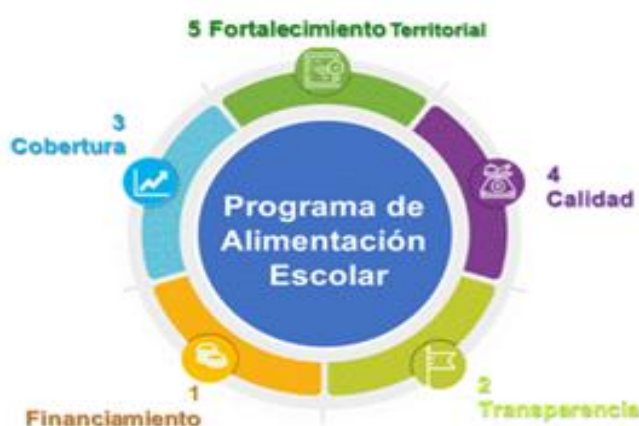 5 Fortalecimiento Territorial
3
Cobertura
4
Calidad
Programa de
Alimentación
Escolar
1
Financiamiento
2
Transparencia